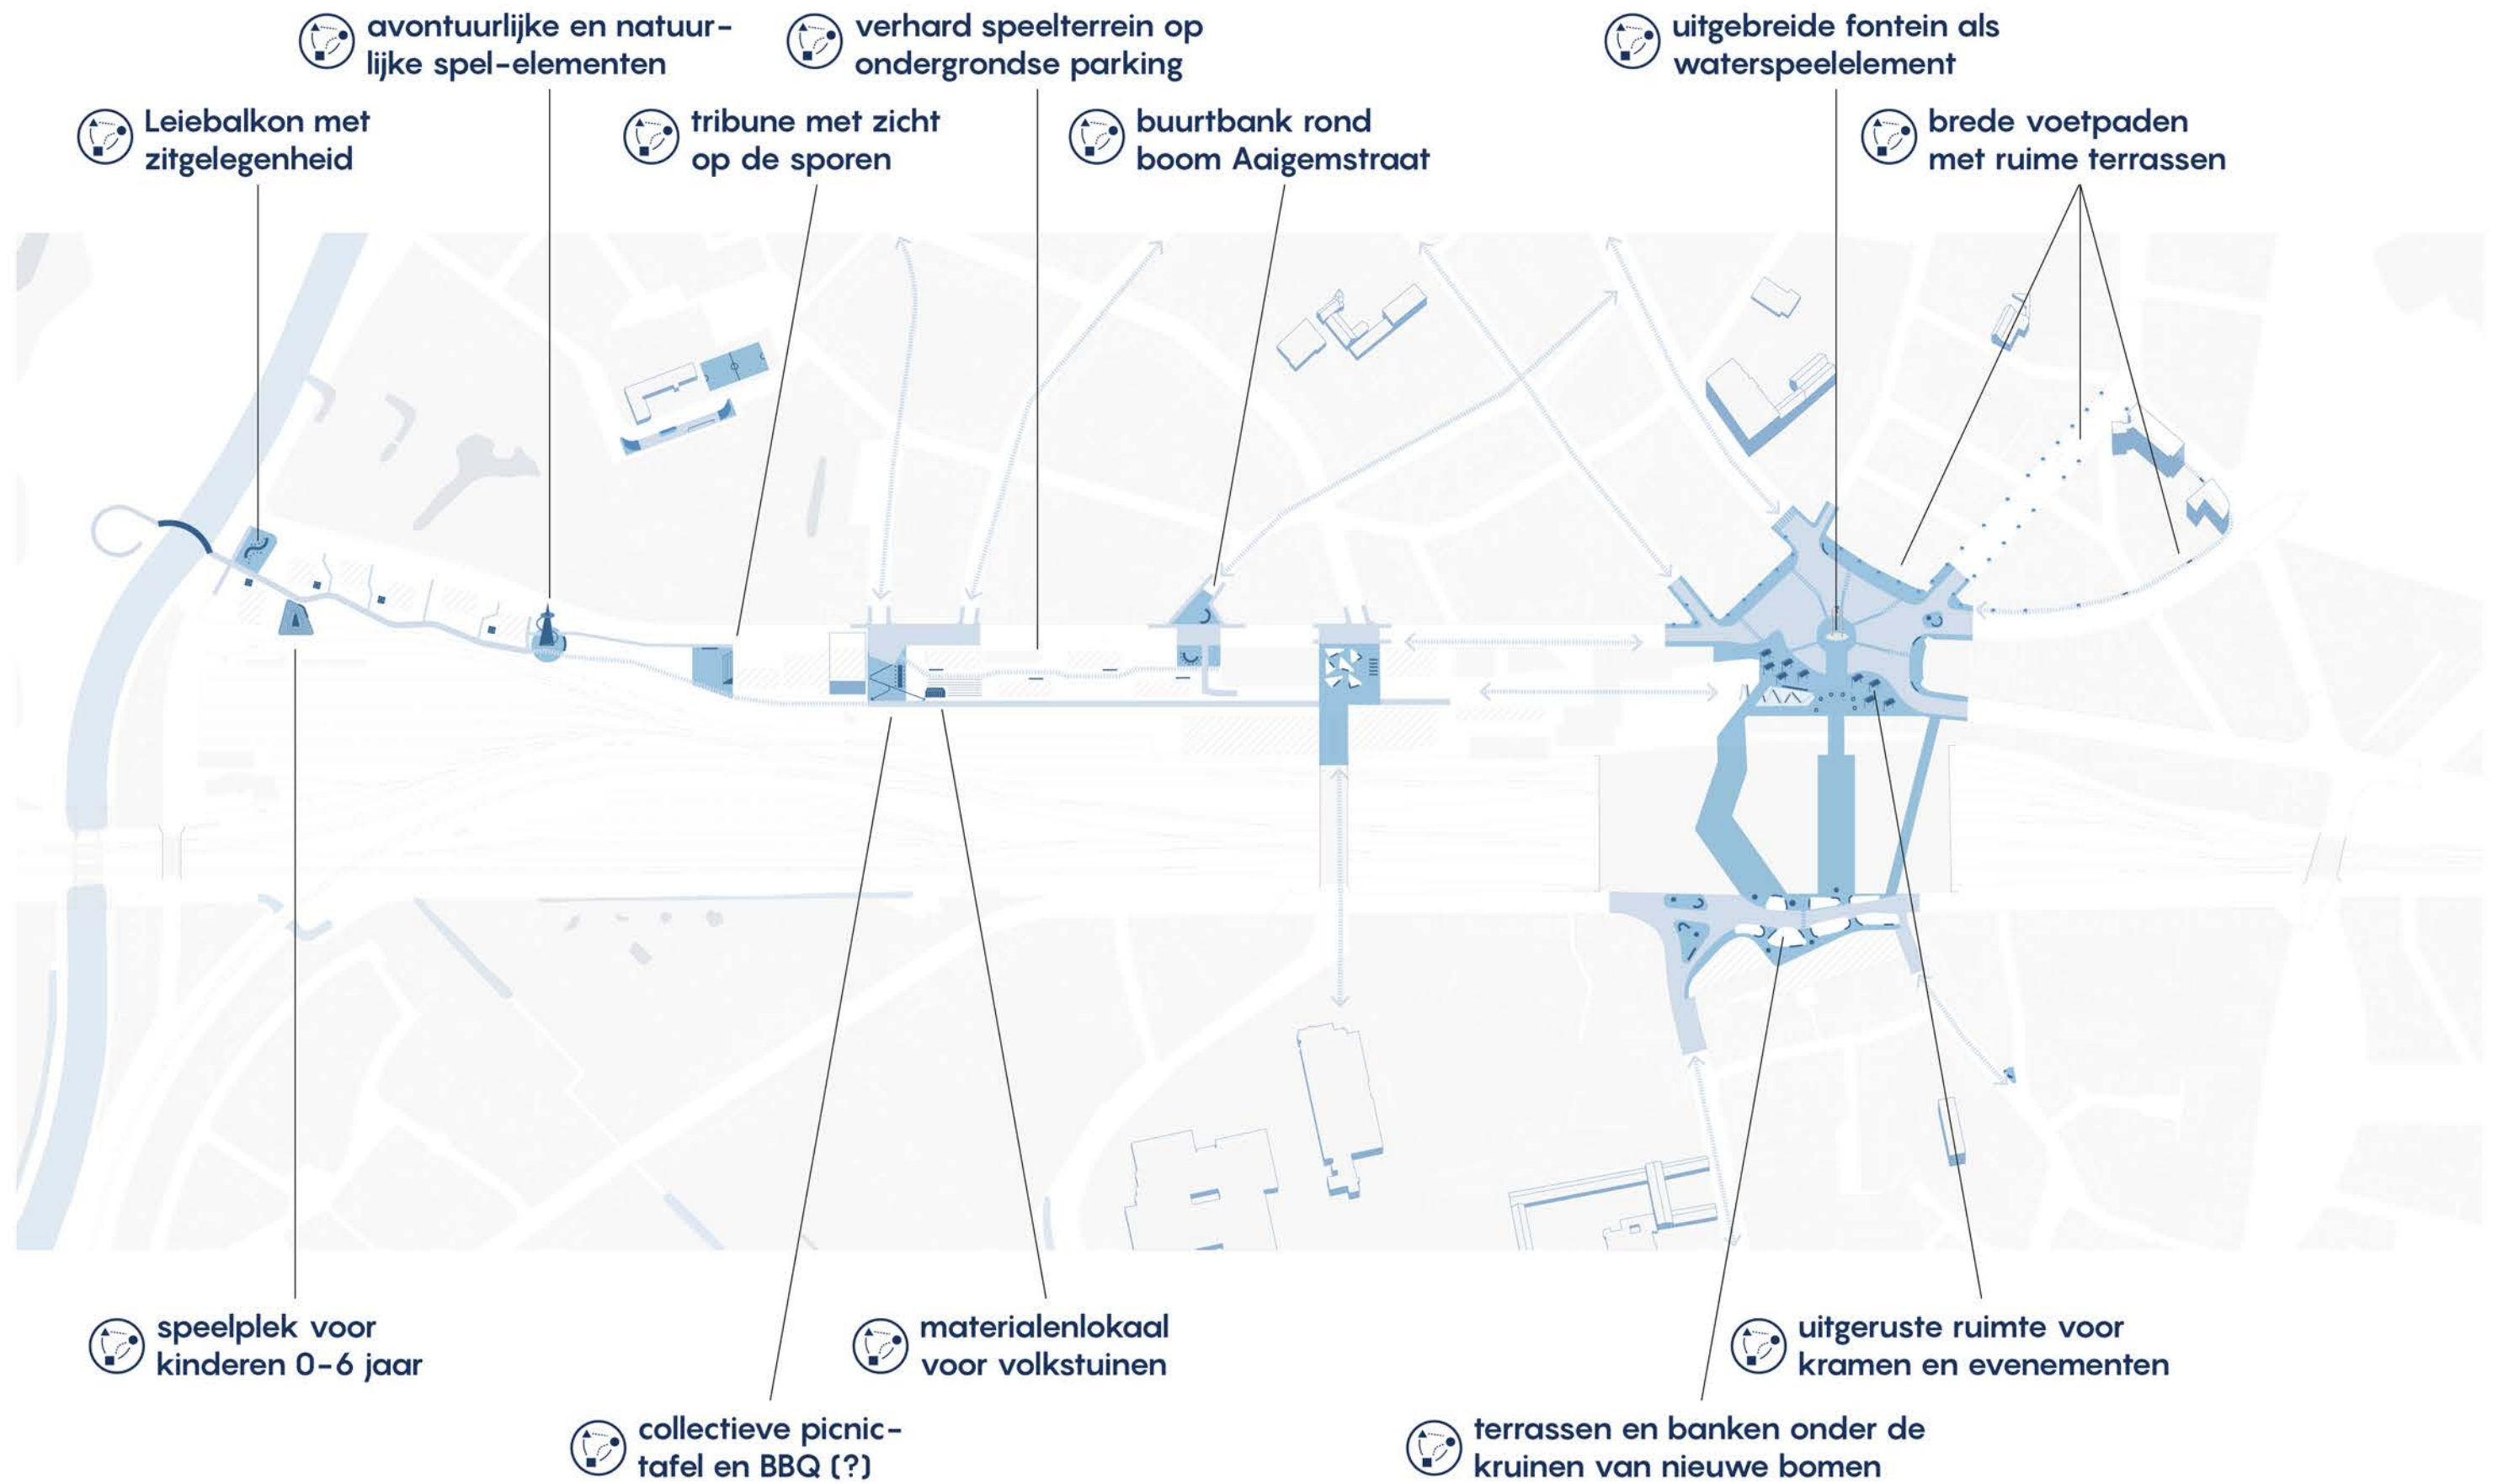 avontuurlijke en natuur-
lijke spel-elementen
verhard speelterrein op
ondergrondse parking
uitgebreide fontein als
waterspeelelement
Leiebalkon met
zitgelegenheid
tribune met zicht
op de sporen
buurtbank rond
boom Aaigemstraat
brede voetpaden
met ruime terrassen
speelplek voor
kinderen 0-6 jaar
materialenlokaal
voor volkstuinen
uitgeruste ruimte voor
kramen en evenementen
collectieve picnic-
tafel en BBQ (?)
terrassen en banken onder de
kruinen van nieuwe bomen